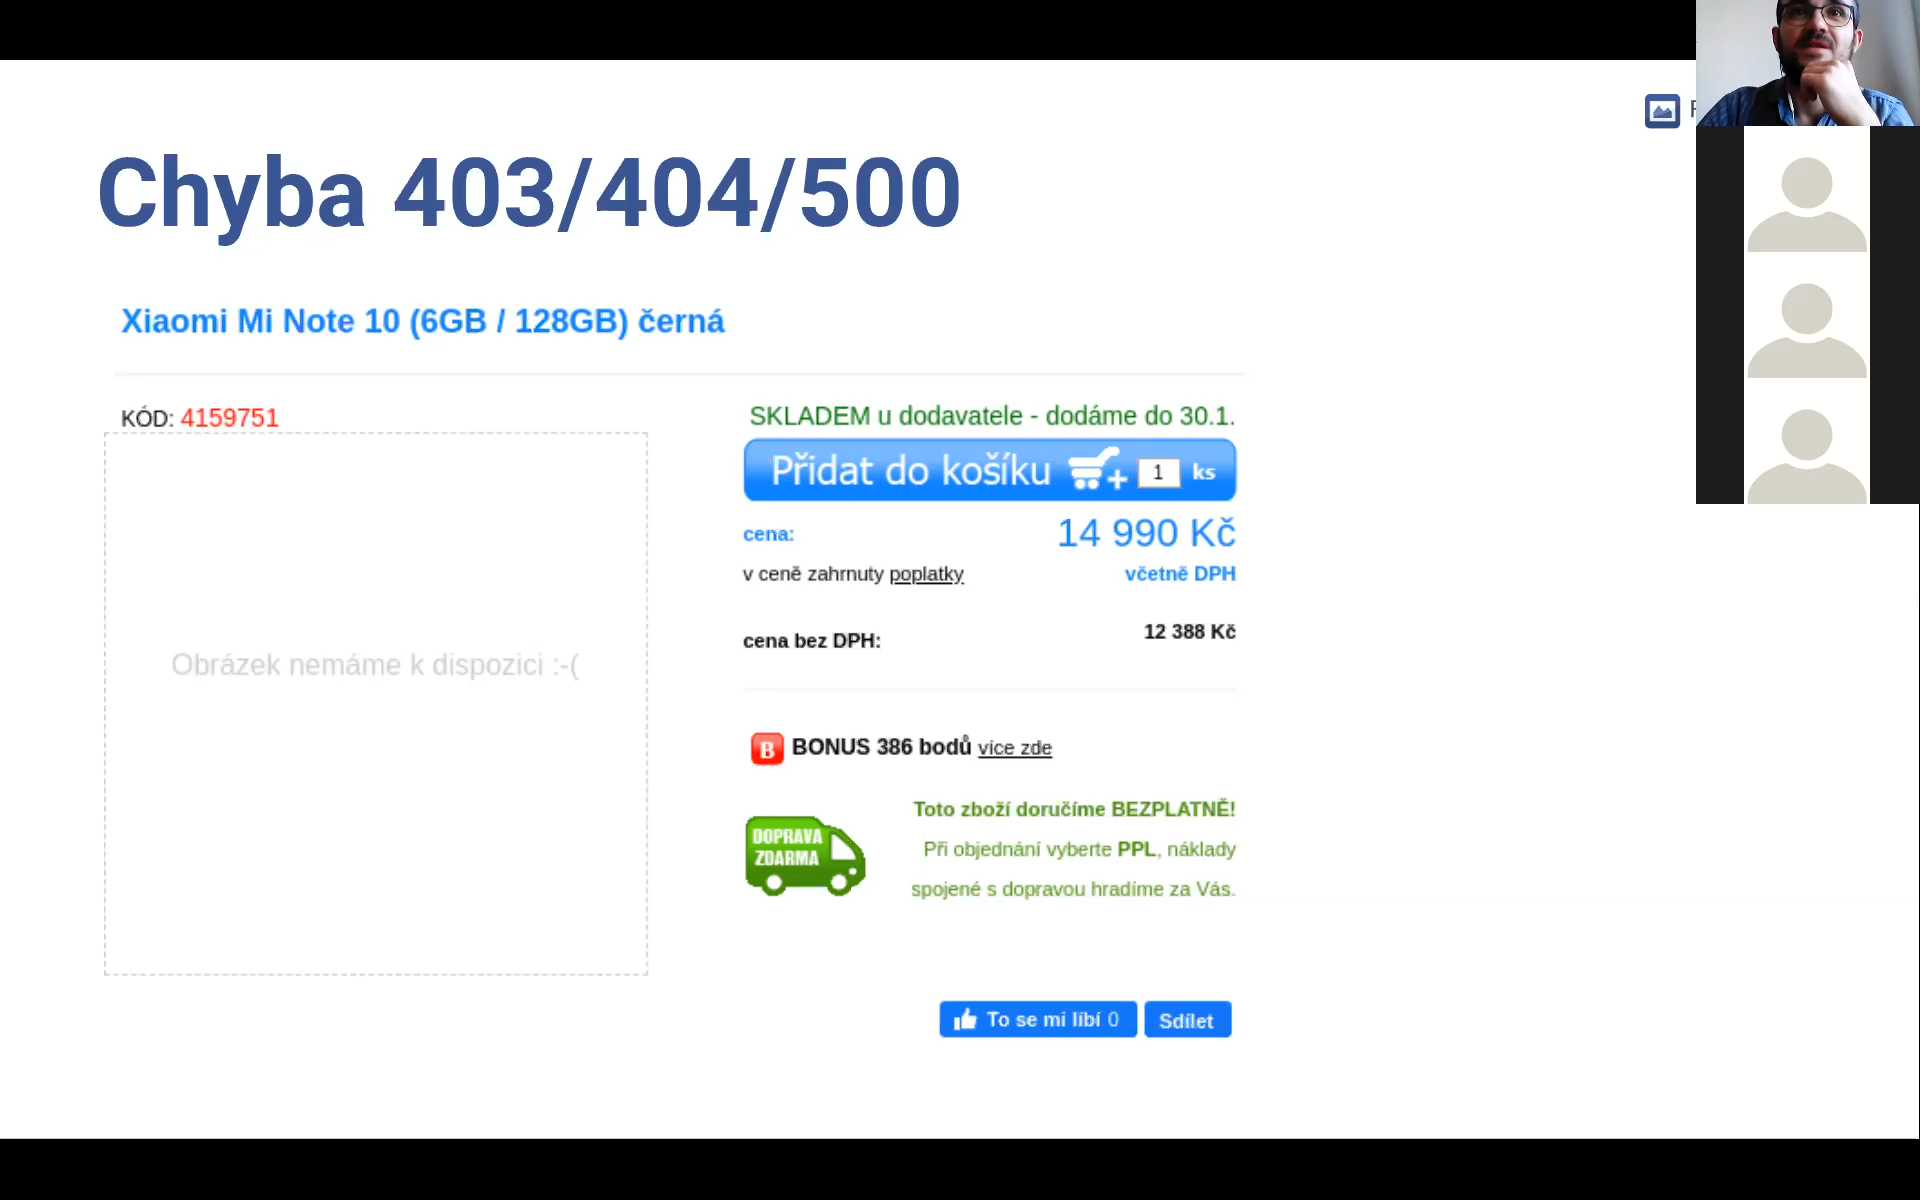 Chyba 403/404/500
Xiaomi Mi Note 10 (6GB / 128GB) černá
KÓD: 4159751
Obrázek nemáme k dispozici :-(
SKLADEM u dodavatele - dodáme do 30.1.
Přidat do košíku 1 ks
cena: 14 990 Kč
v ceně zahrnuty poplatky včetně DPH
cena bez DPH: 12 388 Kč
B BONUS 386 bodů více zde
DOPRAVA
ZDARMA
Toto zboží doručíme BEZPLATNĚ!
Při objednání vyberte PPL, náklady
spojené s dopravou hradíme za Vás.
To se mi líbí 0
Sdílet